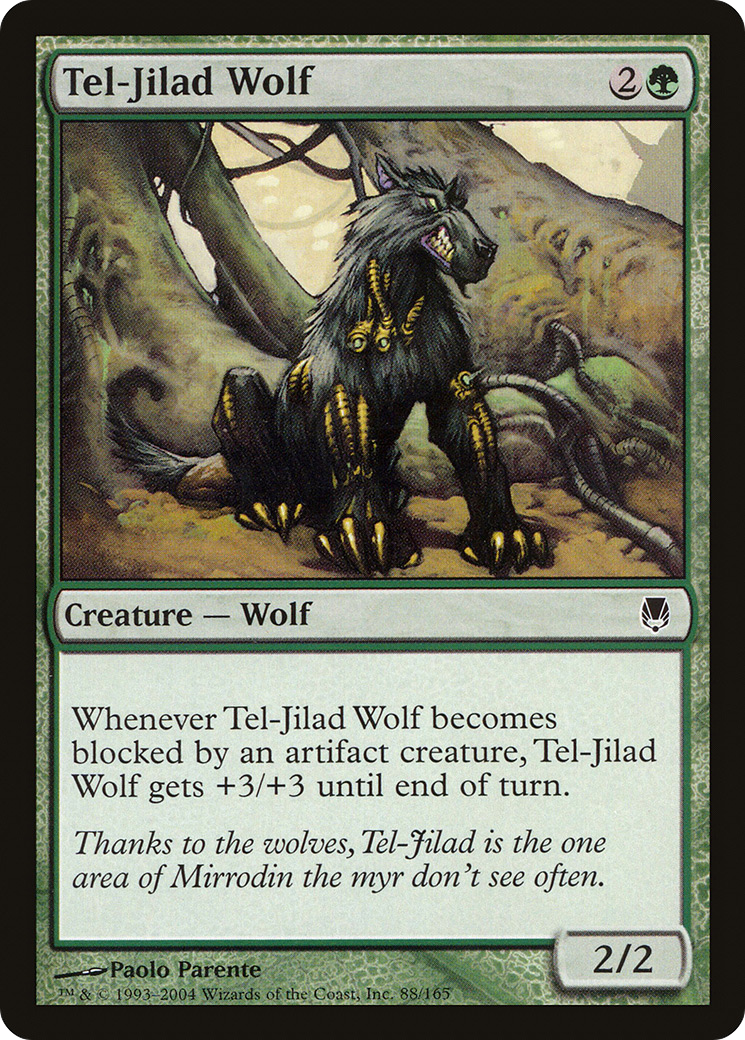 Tel-Jilad Wolf 2
Creature — Wolf
Whenever Tel-Jilad Wolf becomes
blocked by an artifact creature, Tel-Jilad
Wolf gets +3/+3 until end of turn.
Thanks to the wolves, Tel-Jilad is the one
area of Mirrodin the myr don't see often.
2/2
Paolo Parente
™ & © 1993–2004 Wizards of the Coast, Inc. 88/165